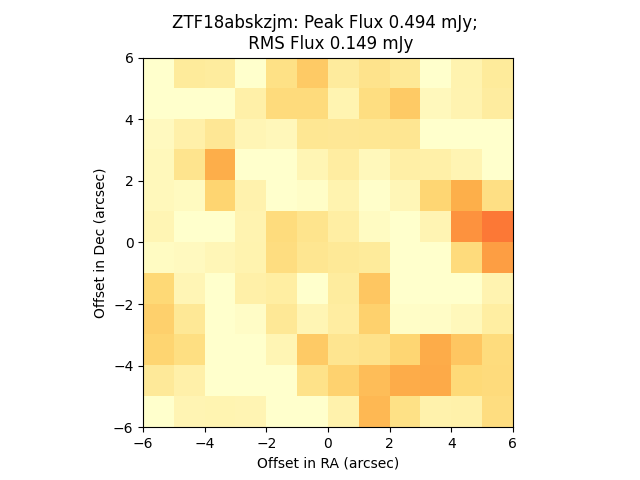 ZTF18abskzjm: Peak Flux 0.494 mJy;
RMS Flux 0.149 mJy
6
4
2
0
−2
−4
−6
Offset in Dec (arcsec)
−6 −4 −2 0 2 4 6
Offset in RA (arcsec)